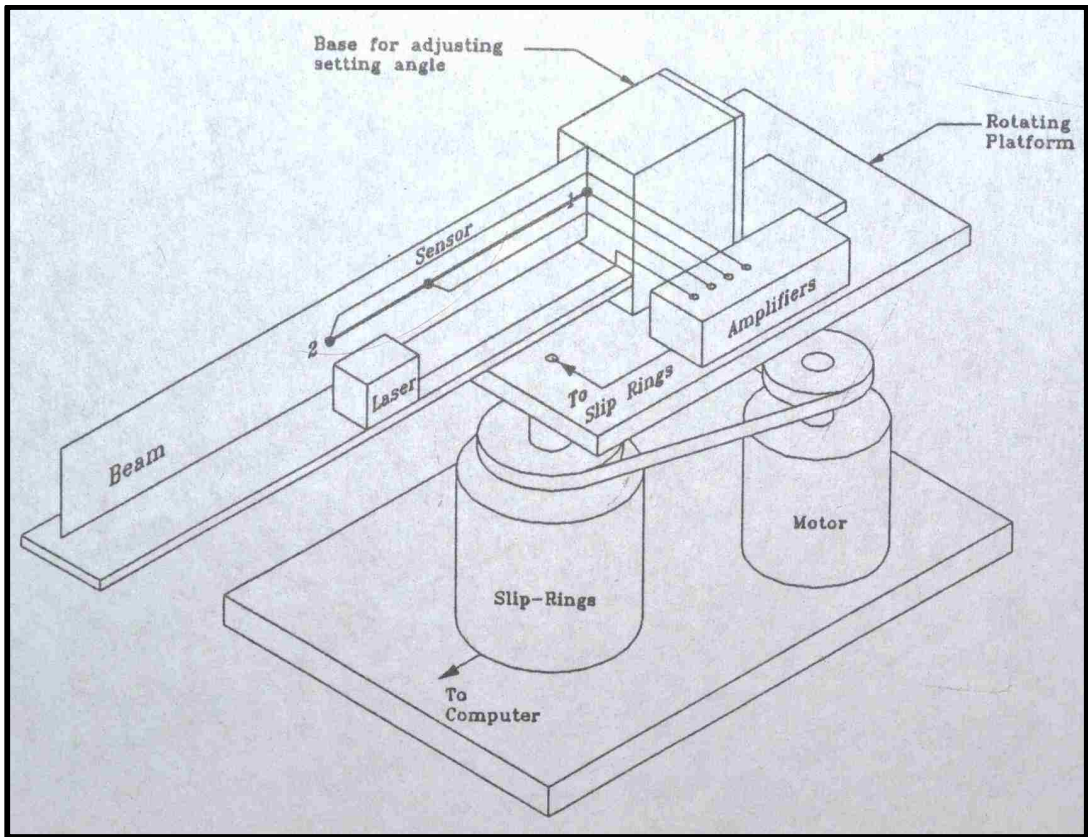 Base for adjusting
setting angle
Rotating
Platform
1
Sensor
2
Laser
Amplifiers
To
Slip Rings
Beam
Motor
Slip-Rings
To
Computer